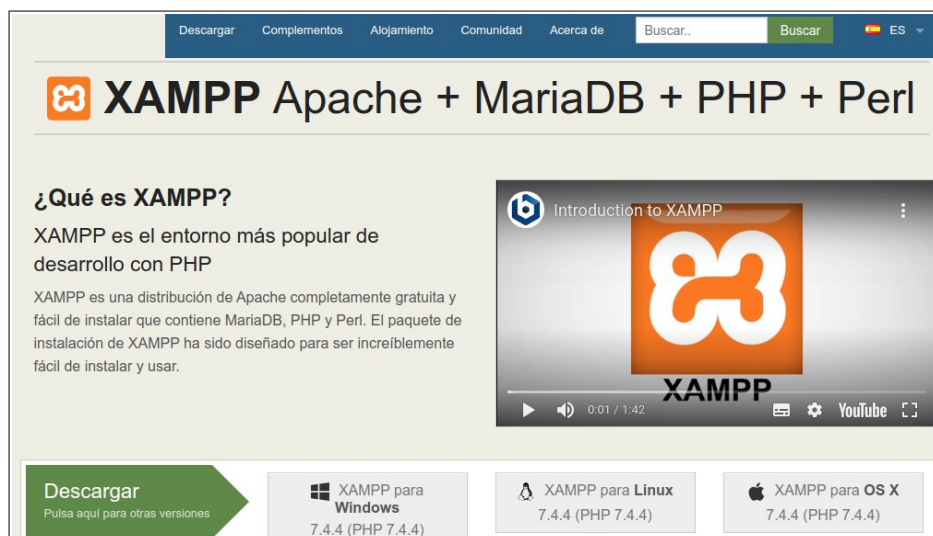 Descargar Complementos Alojamiento Comunidad Acerca de Buscar.. Buscar ES
XAMPP Apache + MariaDB + PHP + Perl
¿Qué es XAMPP?
XAMPP es el entorno más popular de
desarrollo con PHP
XAMPP es una distribución de Apache completamente gratuita y
fácil de instalar que contiene MariaDB, PHP y Perl. El paquete de
instalación de XAMPP ha sido diseñado para ser increíblemente
fácil de instalar y usar.
Introduction to XAMPP
XAMPP
0:01 / 1:42 YouTube
Descargar
Pulsa aquí para otras versiones
XAMPP para
Windows
7.4.4 (PHP 7.4.4)
XAMPP para Linux
7.4.4 (PHP 7.4.4)
XAMPP para OS X
7.4.4 (PHP 7.4.4)